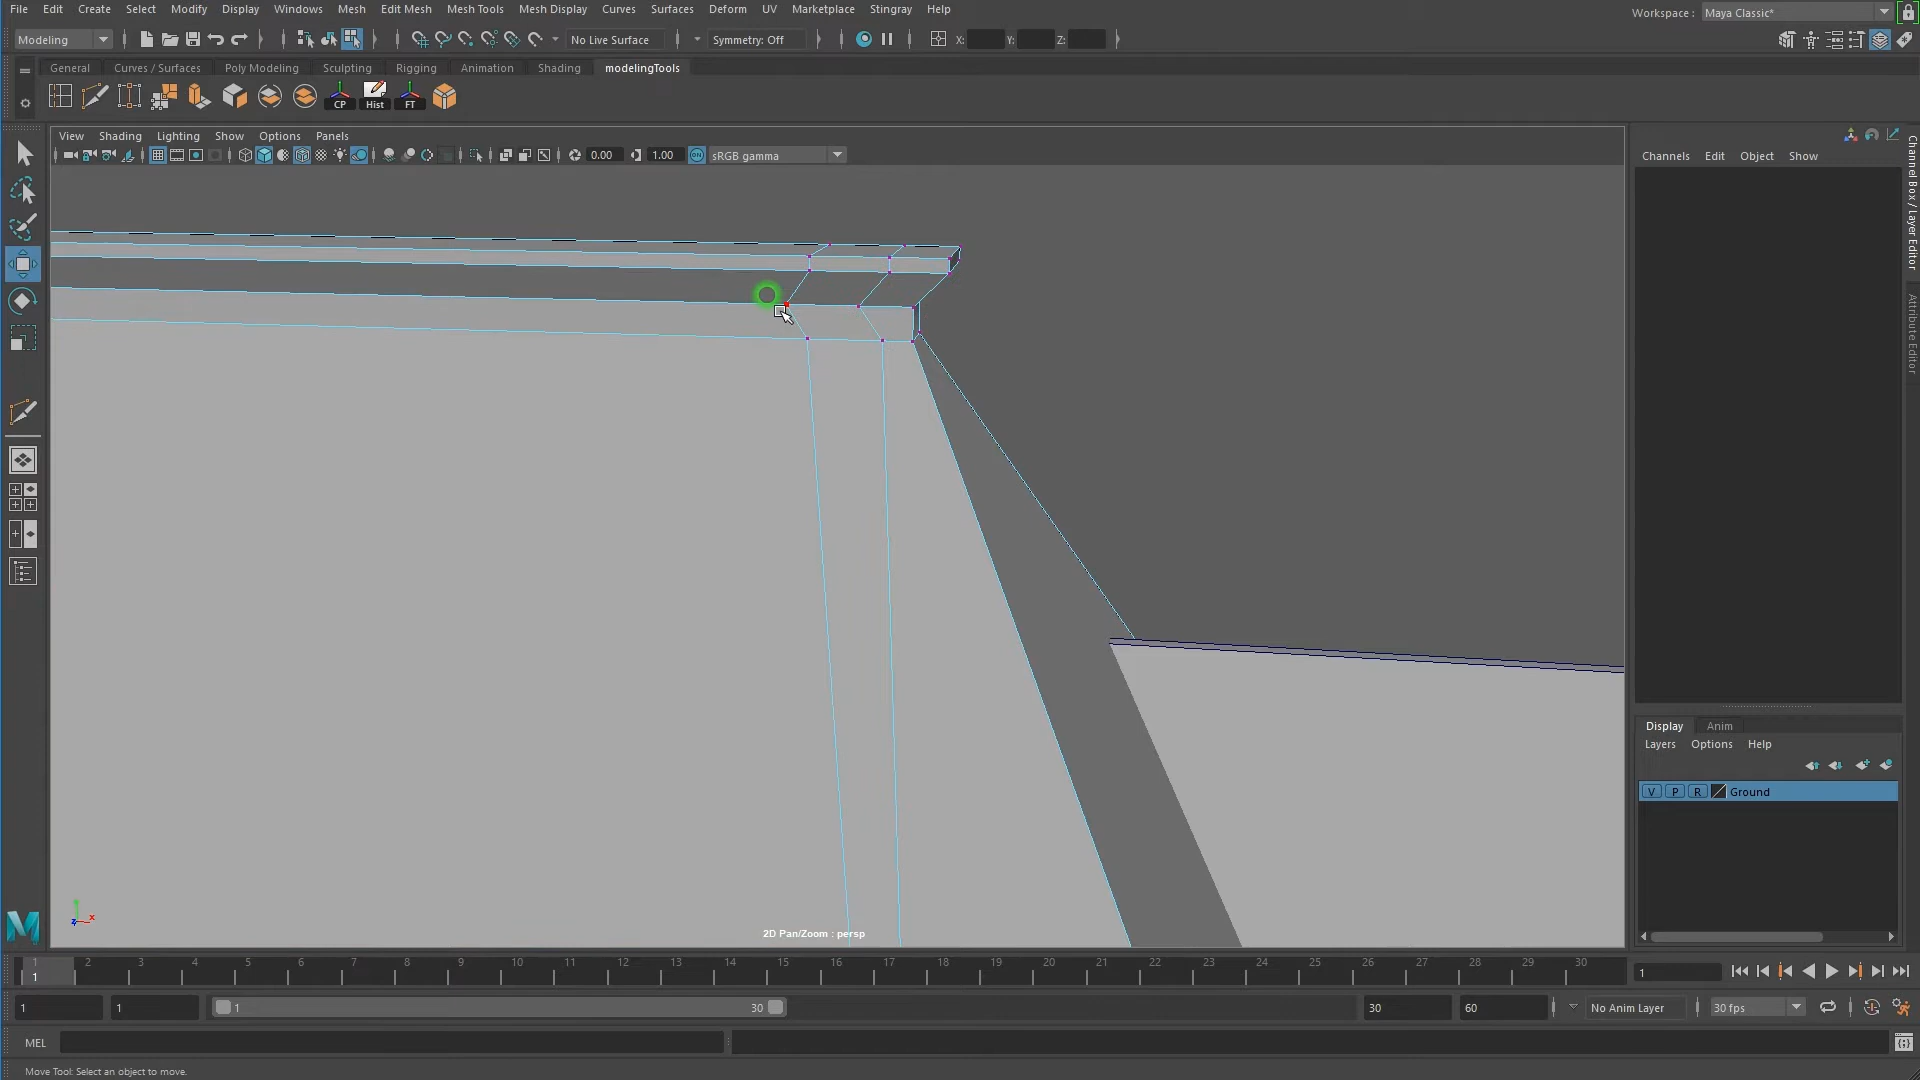 File Edit Create Select Modify Display Windows Mesh Edit Mesh Mesh Tools Mesh Display Curves Surfaces Deform UV Marketplace Stingray Help
Workspace : Maya Classic*
Modeling No Live Surface Symmetry: Off X: Y: Z:
General Curves / Surfaces Poly Modeling Sculpting Rigging Animation Shading modelingTools
CP Hist FT
View Shading Lighting Show Options Panels
0.00 1.00 ON sRGB gamma
Channels Edit Object Show
Channel Box / Layer Editor
Attribute Editor
Display Anim
Layers Options Help
V P R Ground
z x
2D Pan/Zoom : persp
1 2 3 4 5 6 7 8 9 10 11 12 13 14 15 16 17 18 19 20 21 22 23 24 25 26 27 28 29 30
1 1
1 1 1 30 30 60 No Anim Layer 30 fps
MEL
Move Tool: Select an object to move.